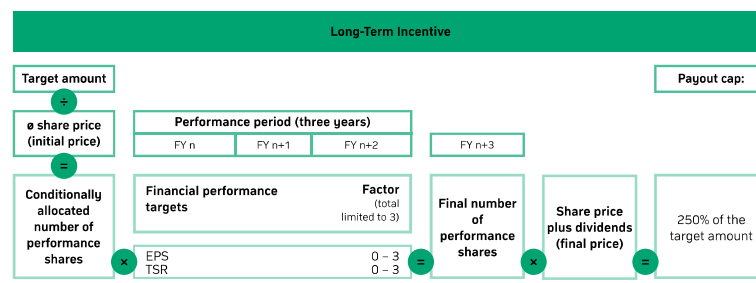 Long-Term Incentive
Target amount
Payout cap:
÷
ø share price
(initial price)
Performance period (three years)
FY n
FY n+1
FY n+2
FY n+3
=
Conditionally
allocated
number of
performance
shares
×
Financial performance
targets
Factor
(total
limited to 3)
EPS 0 – 3
TSR 0 – 3
=
Final number
of
performance
shares
×
Share price
plus dividends
(final price)
=
250% of the
target amount